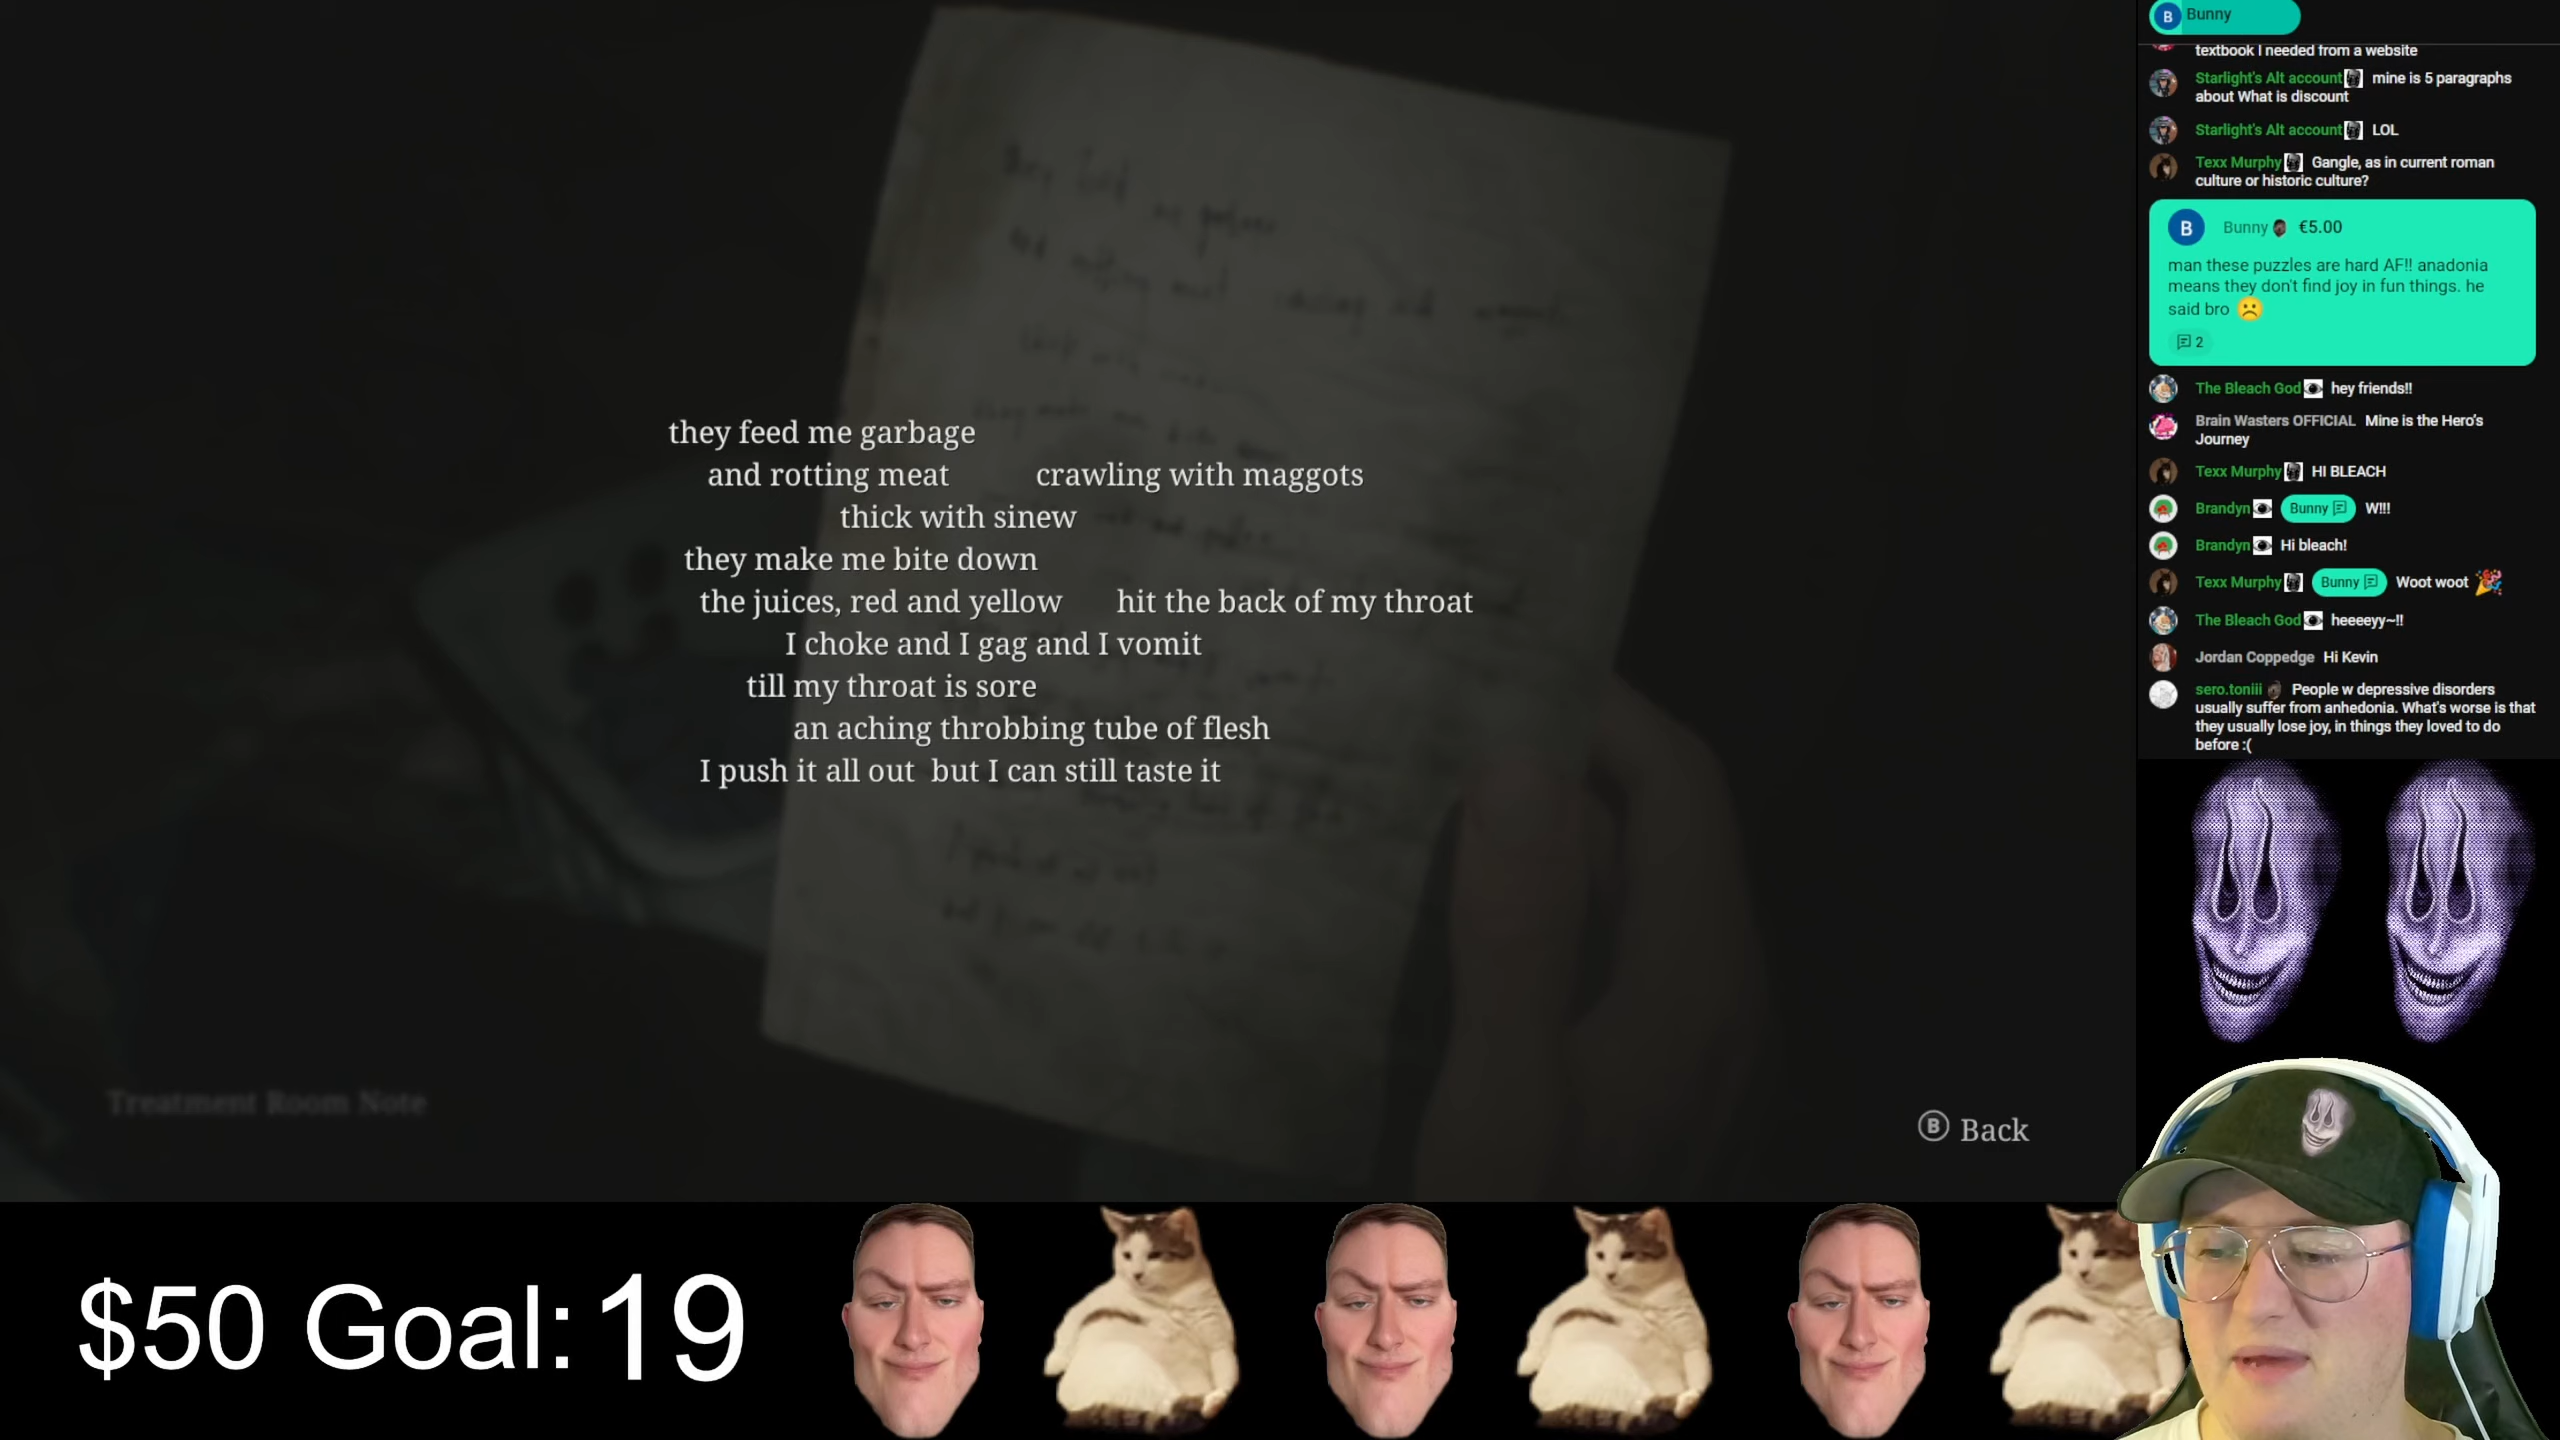 they feed me garbage
and rotting meat crawling with maggots
thick with sinew
they make me bite down
the juices, red and yellow hit the back of my throat
I choke and I gag and I vomit
till my throat is sore
an aching throbbing tube of flesh
I push it all out but I can still taste it
Treatment Room Note
B Back
$50 Goal: 19
B Bunny
textbook I needed from a website
Starlight's Alt account mine is 5 paragraphs
about What is discount
Starlight's Alt account LOL
Texx Murphy Gangle, as in current roman
culture or historic culture?
B Bunny €5.00
man these puzzles are hard AF!! anadonia
means they don't find joy in fun things. he
said bro
2
The Bleach God hey friends!!
Brain Wasters OFFICIAL Mine is the Hero's
Journey
Texx Murphy HI BLEACH
Brandyn Bunny W!!!
Brandyn Hi bleach!
Texx Murphy Bunny Woot woot
The Bleach God heeeeyy~!!
Jordan Coppedge Hi Kevin
sero.toniii People w depressive disorders
usually suffer from anhedonia. What's worse is that
they usually lose joy, in things they loved to do
before :(